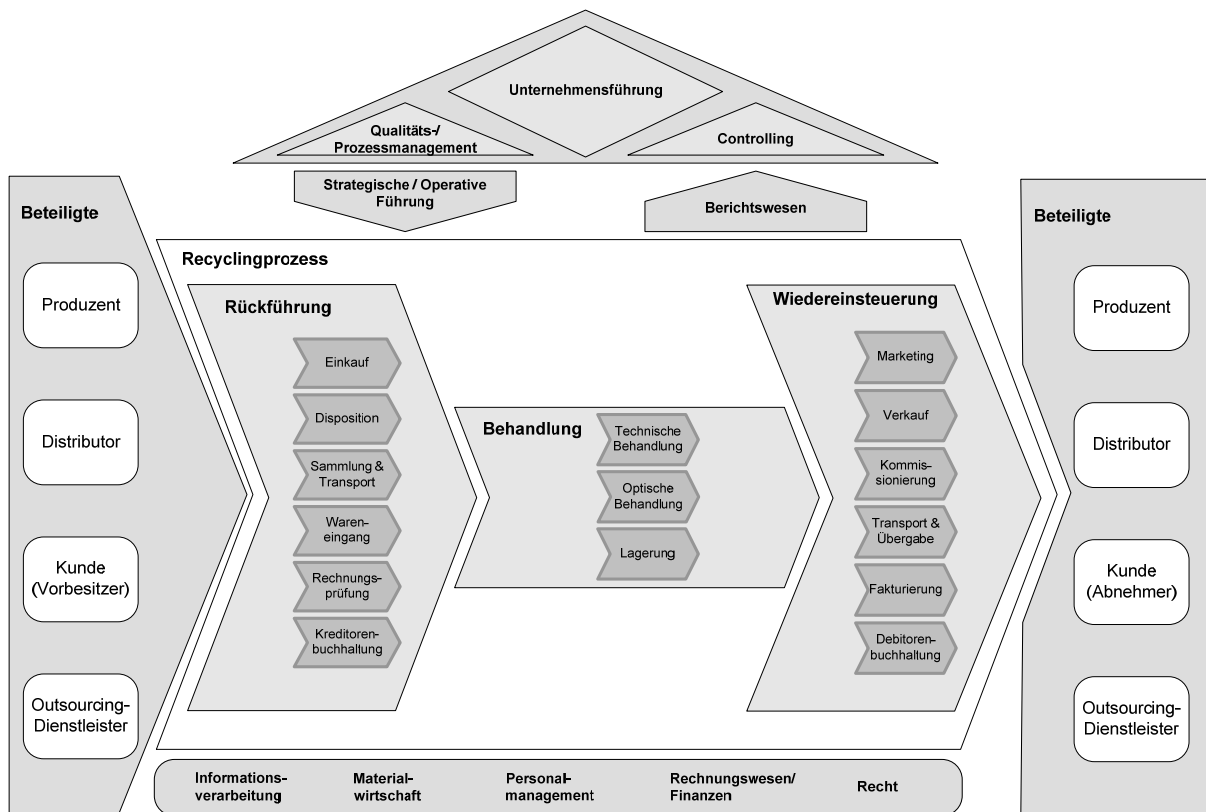 Unternehmensführung
Qualitäts-/
Prozessmanagement
Controlling
Strategische / Operative
Führung
Berichtswesen
Beteiligte
Produzent
Distributor
Kunde
(Vorbesitzer)
Outsourcing-
Dienstleister
Recyclingprozess
Rückführung
Einkauf
Disposition
Sammlung &
Transport
Waren-
eingang
Rechnungs-
prüfung
Kreditoren-
buchhaltung
Behandlung
Technische
Behandlung
Optische
Behandlung
Lagerung
Wiedereinsteuerung
Marketing
Verkauf
Kommis-
sionierung
Transport &
Übergabe
Fakturierung
Debitoren-
buchhaltung
Beteiligte
Produzent
Distributor
Kunde
(Abnehmer)
Outsourcing-
Dienstleister
Informations-
verarbeitung
Material-
wirtschaft
Personal-
management
Rechnungswesen/
Finanzen
Recht